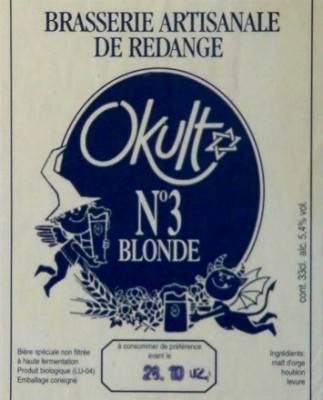 BRASSERIE ARTISANALE
DE REDANGE
Okult
N°3
BLONDE
cont. 33cl. alc. 5,4% vol.
Bière spéciale non filtrée
à haute fermentation
Produit biologique (LU-04)
Emballage consigné
à consommer de préférence
avant le
Ingrédients:
malt d'orge
houblon
levure